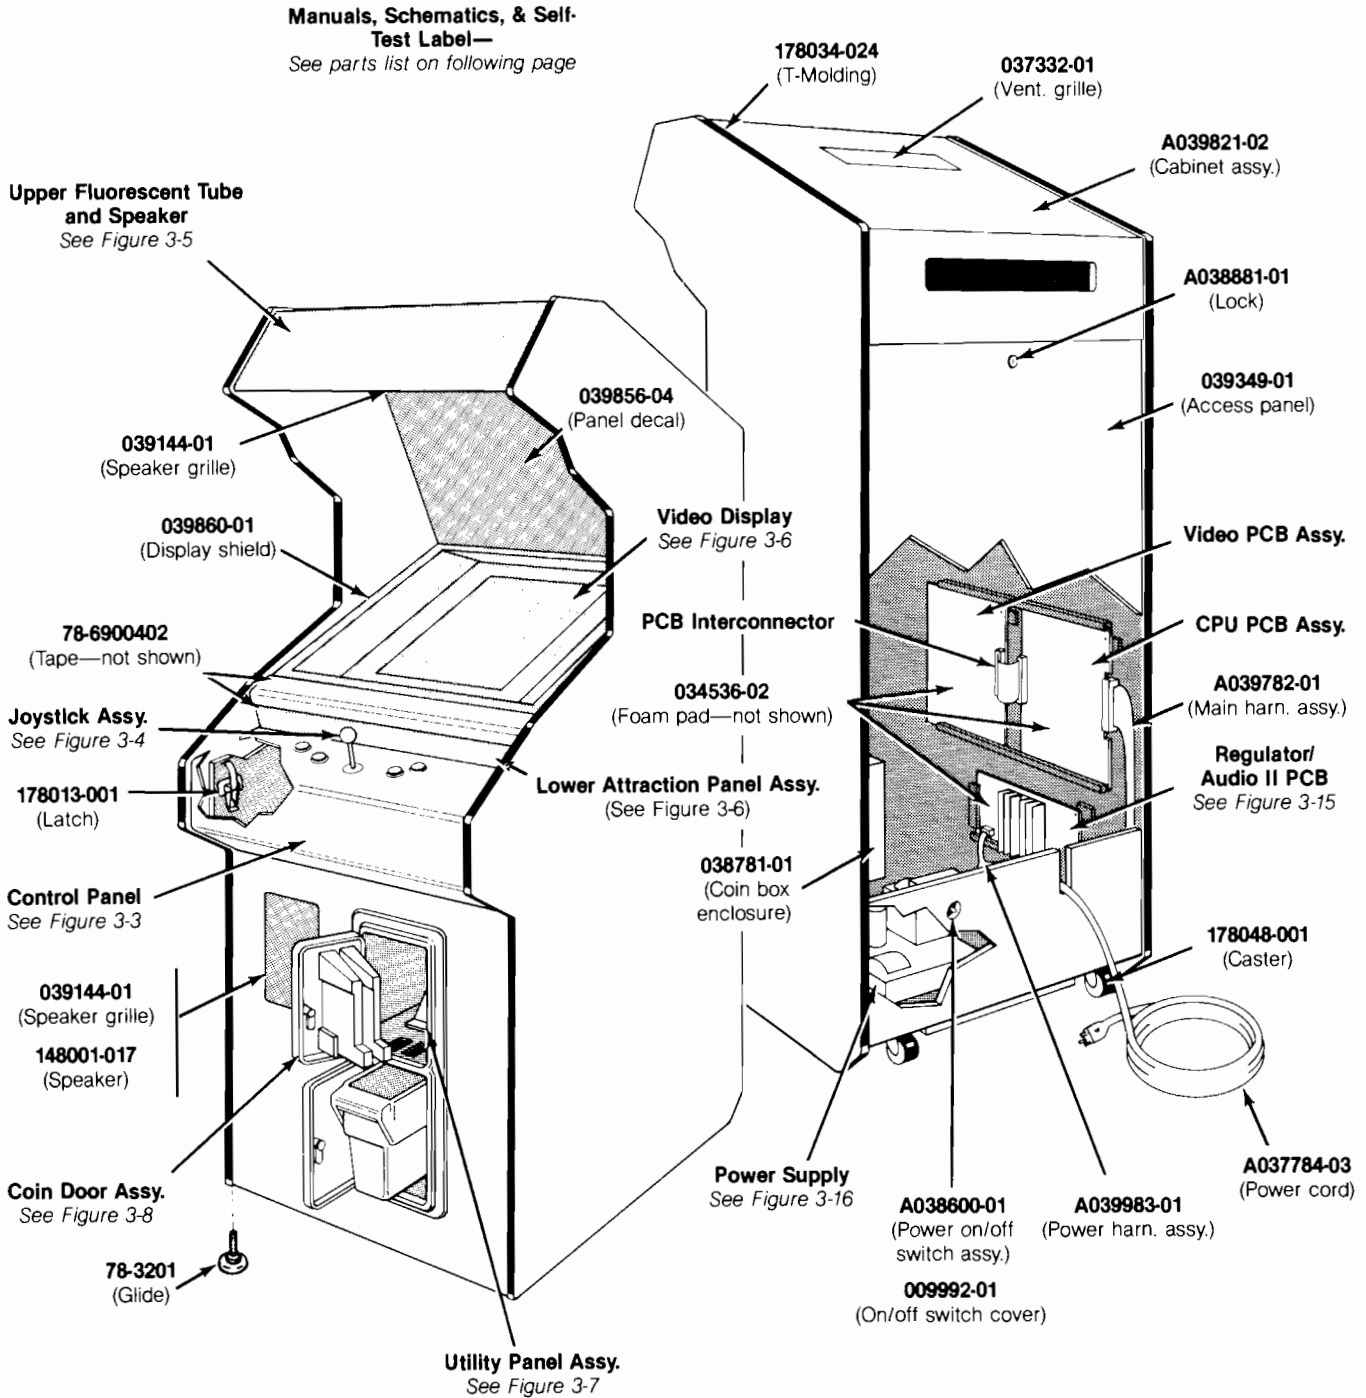 Manuals, Schematics, & Self-
Test Label—
See parts list on following page
178034-024
(T-Molding)
037332-01
(Vent. grille)
A039821-02
(Cabinet assy.)
Upper Fluorescent Tube
and Speaker
See Figure 3-5
A038881-01
(Lock)
039349-01
(Access panel)
039856-04
(Panel decal)
039144-01
(Speaker grille)
039860-01
(Display shield)
Video Display
See Figure 3-6
Video PCB Assy.
PCB Interconnector
CPU PCB Assy.
78-6900402
(Tape—not shown)
034536-02
(Foam pad—not shown)
A039782-01
(Main harn. assy.)
Joystick Assy.
See Figure 3-4
Regulator/
Audio II PCB
See Figure 3-15
178013-001
(Latch)
Lower Attraction Panel Assy.
(See Figure 3-6)
038781-01
(Coin box
enclosure)
Control Panel
See Figure 3-3
178048-001
(Caster)
039144-01
(Speaker grille)
148001-017
(Speaker)
Coin Door Assy.
See Figure 3-8
Power Supply
See Figure 3-16
A038600-01
(Power on/off
switch assy.)
009992-01
(On/off switch cover)
A039983-01
(Power harn. assy.)
A037784-03
(Power cord)
78-3201
(Glide)
Utility Panel Assy.
See Figure 3-7